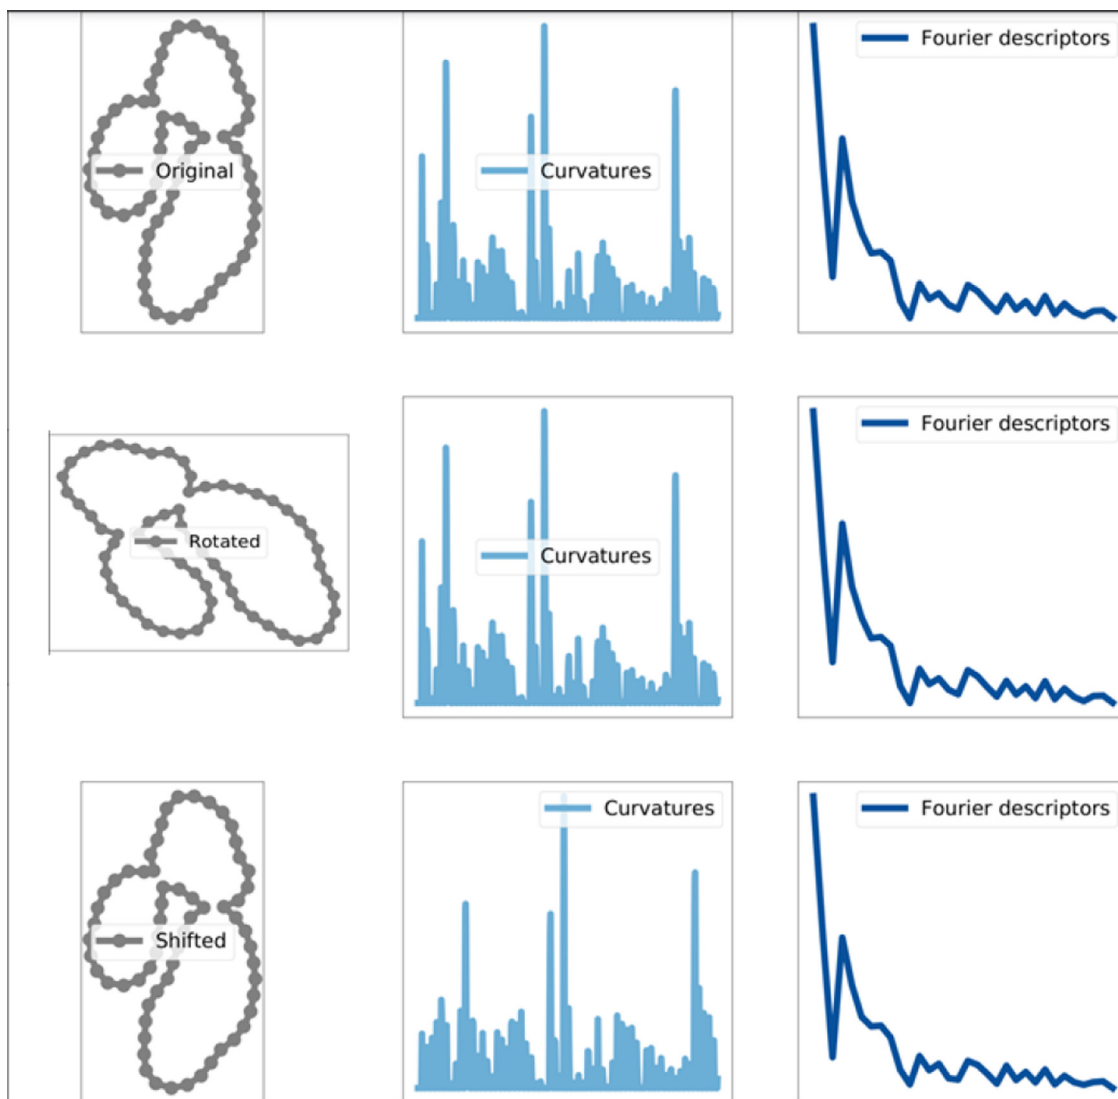 Original
Curvatures
Fourier descriptors
Rotated
Curvatures
Fourier descriptors
Shifted
Curvatures
Fourier descriptors